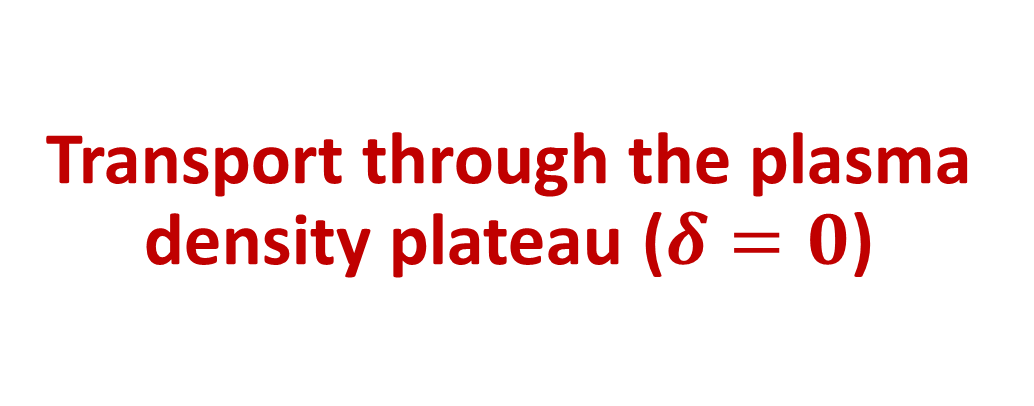 Transport through the plasma
density plateau (𝜹 = 𝟎)